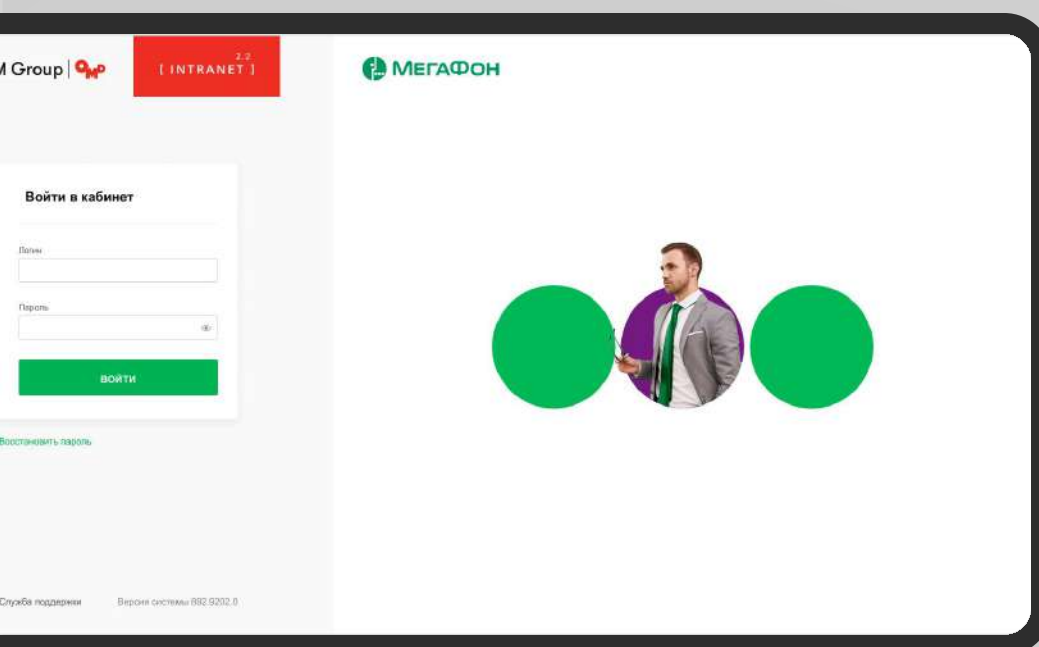 M Group | OMP
2.2
[ INTRANET ]
МЕГАФОН
Войти в кабинет
Логин
Пароль
ВОЙТИ
Восстановить пароль
Служба поддержки
Версия системы 892.9202.0